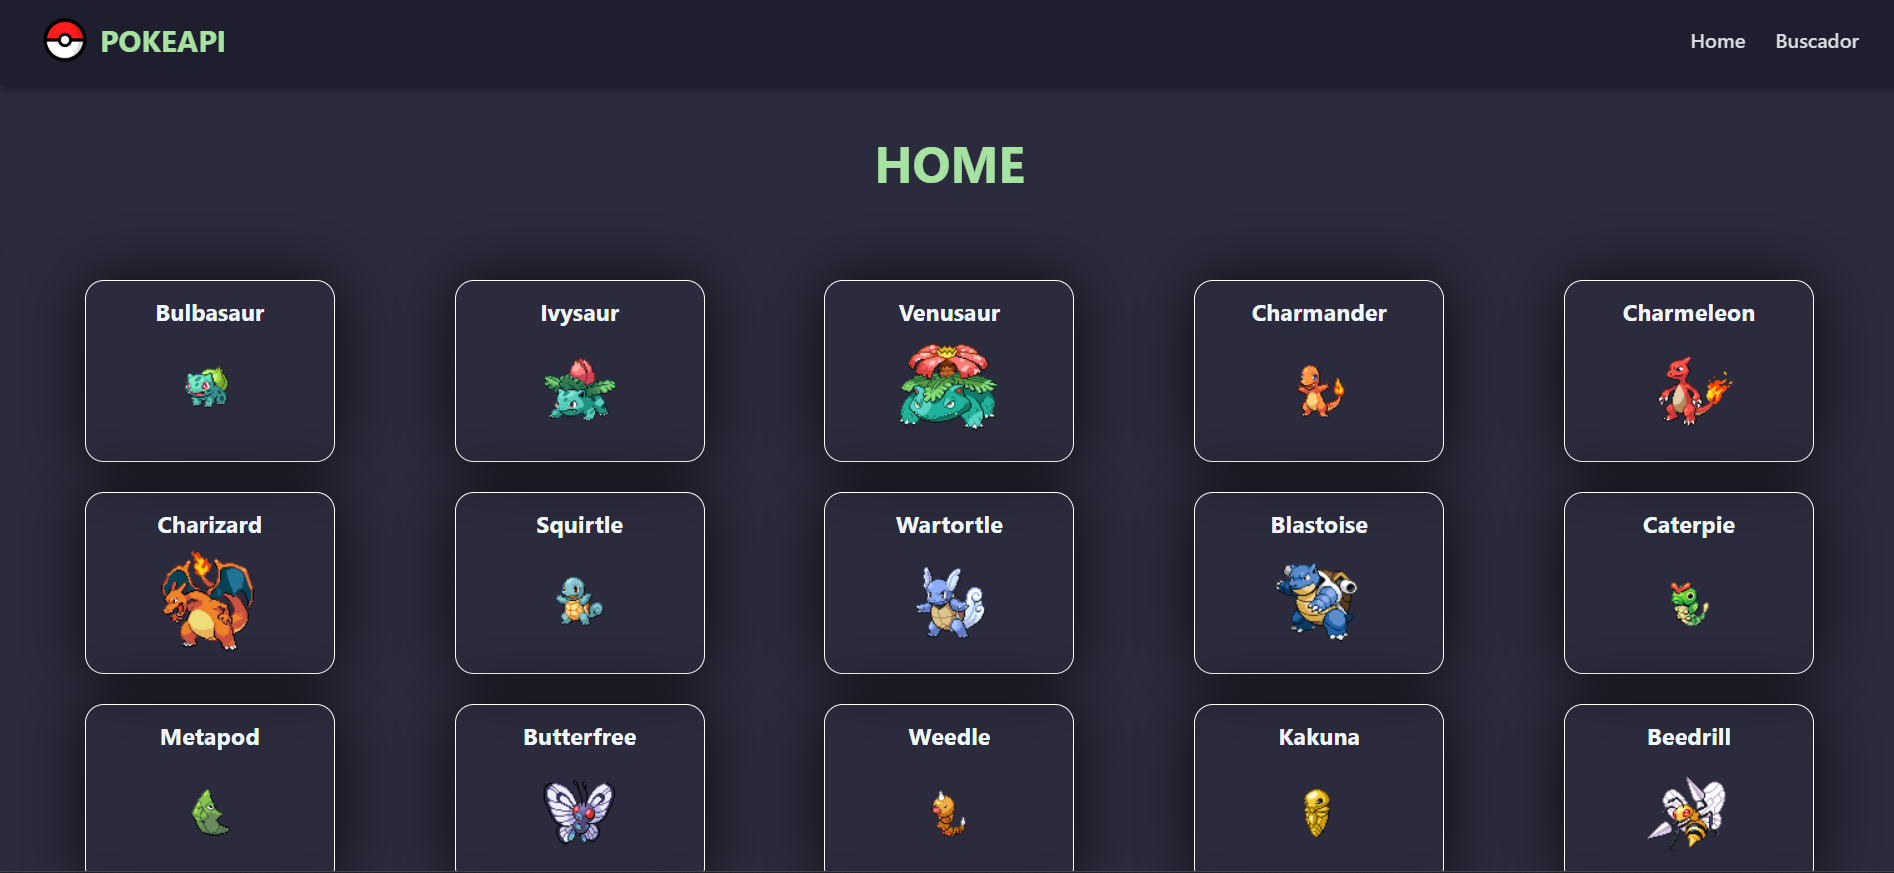 POKEAPI
Home Buscador
HOME
Bulbasaur Ivysaur Venusaur Charmander Charmeleon
Charizard Squirtle Wartortle Blastoise Caterpie
Metapod Butterfree Weedle Kakuna Beedrill